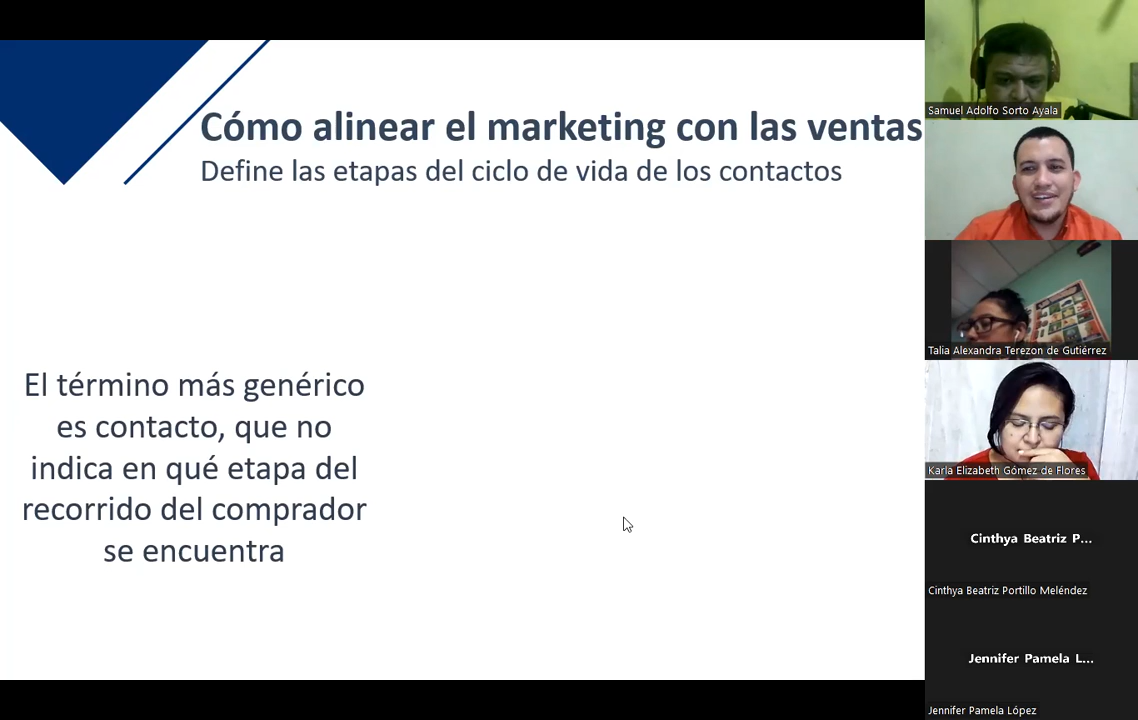 Cómo alinear el marketing con las ventas
Define las etapas del ciclo de vida de los contactos
El término más genérico
es contacto, que no
indica en qué etapa del
recorrido del comprador
se encuentra
Samuel Adolfo Sorto Ayala
Talia Alexandra Terezon de Gutiérrez
Karla Elizabeth Gómez de Flores
Cinthya Beatriz P...
Cinthya Beatriz Portillo Meléndez
Jennifer Pamela L...
Jennifer Pamela López